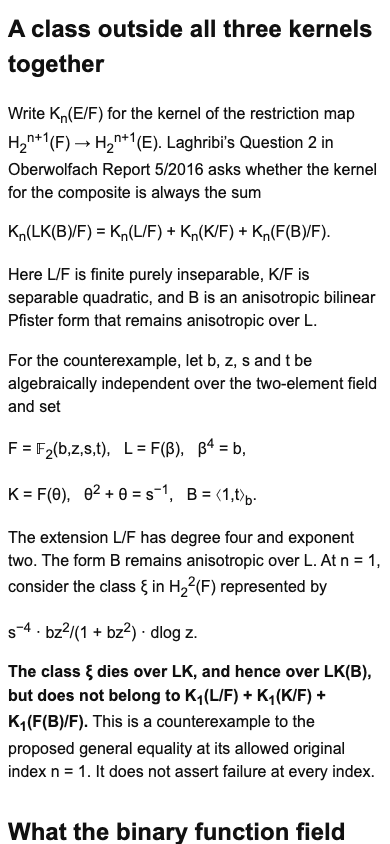 A class outside all three kernels
together
Write Kₙ(E/F) for the kernel of the restriction map
H₂ⁿ⁺¹(F) → H₂ⁿ⁺¹(E). Laghribi's Question 2 in
Oberwolfach Report 5/2016 asks whether the kernel
for the composite is always the sum
Kₙ(LK(B)/F) = Kₙ(L/F) + Kₙ(K/F) + Kₙ(F(B)/F).
Here L/F is finite purely inseparable, K/F is
separable quadratic, and B is an anisotropic bilinear
Pfister form that remains anisotropic over L.
For the counterexample, let b, z, s and t be
algebraically independent over the two-element field
and set
F = 𝔽₂(b,z,s,t), L = F(β), β⁴ = b,
K = F(θ), θ² + θ = s⁻¹, B = ⟨1,t⟩_b.
The extension L/F has degree four and exponent
two. The form B remains anisotropic over L. At n = 1,
consider the class ξ in H₂²(F) represented by
s⁻⁴ · bz²/(1 + bz²) · dlog z.
The class ξ dies over LK, and hence over LK(B),
but does not belong to K₁(L/F) + K₁(K/F) +
K₁(F(B)/F). This is a counterexample to the
proposed general equality at its allowed original
index n = 1. It does not assert failure at every index.
What the binary function field